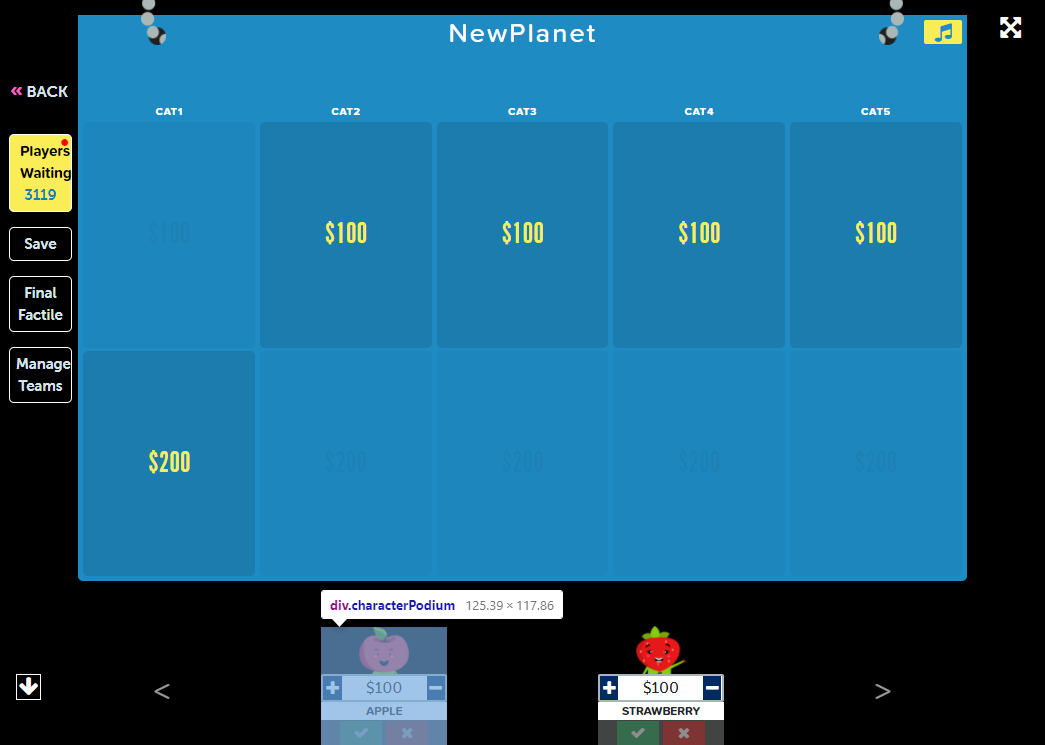 NewPlanet
« BACK
CAT1 CAT2 CAT3 CAT4 CAT5
Players
Waiting
3119
$100 $100 $100 $100 $100
Save
Final
Factile
Manage
Teams
$200 $200 $200 $200 $200
div.characterPodium 125.39 × 117.86
< >
+ $100 − + $100 −
APPLE STRAWBERRY